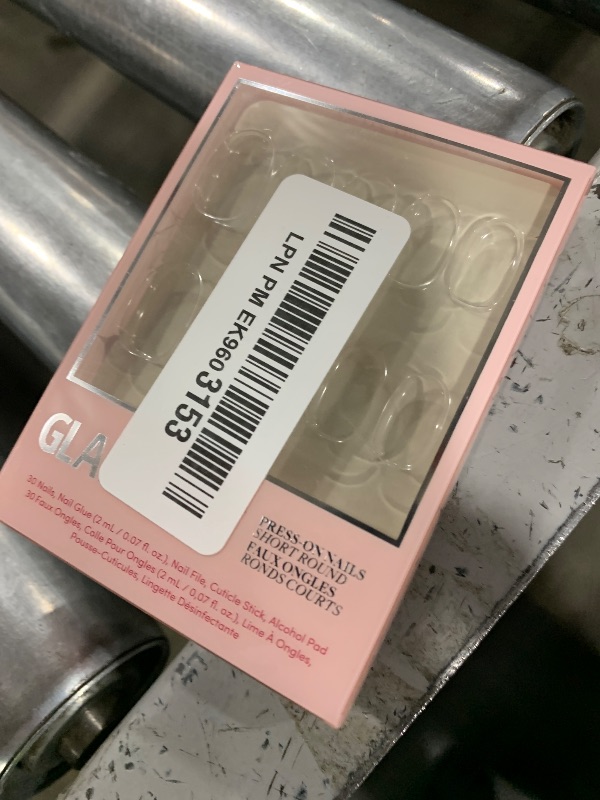 LPN PM EK9603153
GLA
PRESS-ON NAILS
SHORT ROUND
FAUX ONGLES
RONDS COURTS
30 Nails, Nail Glue (2 mL / 0.07 fl. oz.), Nail File, Cuticle Stick, Alcohol Pad
30 Faux Ongles, Colle Pour Ongles (2 mL / 0,07 fl. oz.), Lime À Ongles,
Pousse-Cuticules, Lingette Désinfectante